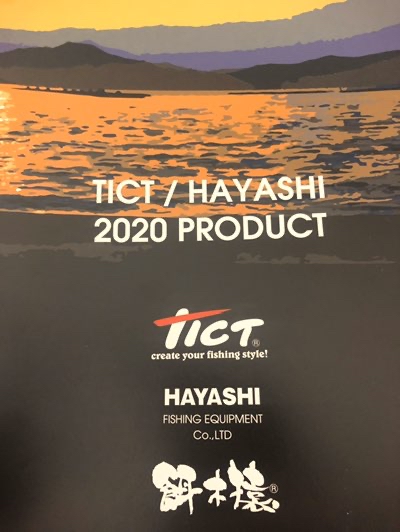 TICT / HAYASHI
2020 PRODUCT
TICT®
create your fishing style!
HAYASHI
FISHING EQUIPMENT
Co.,LTD
餌木猿®